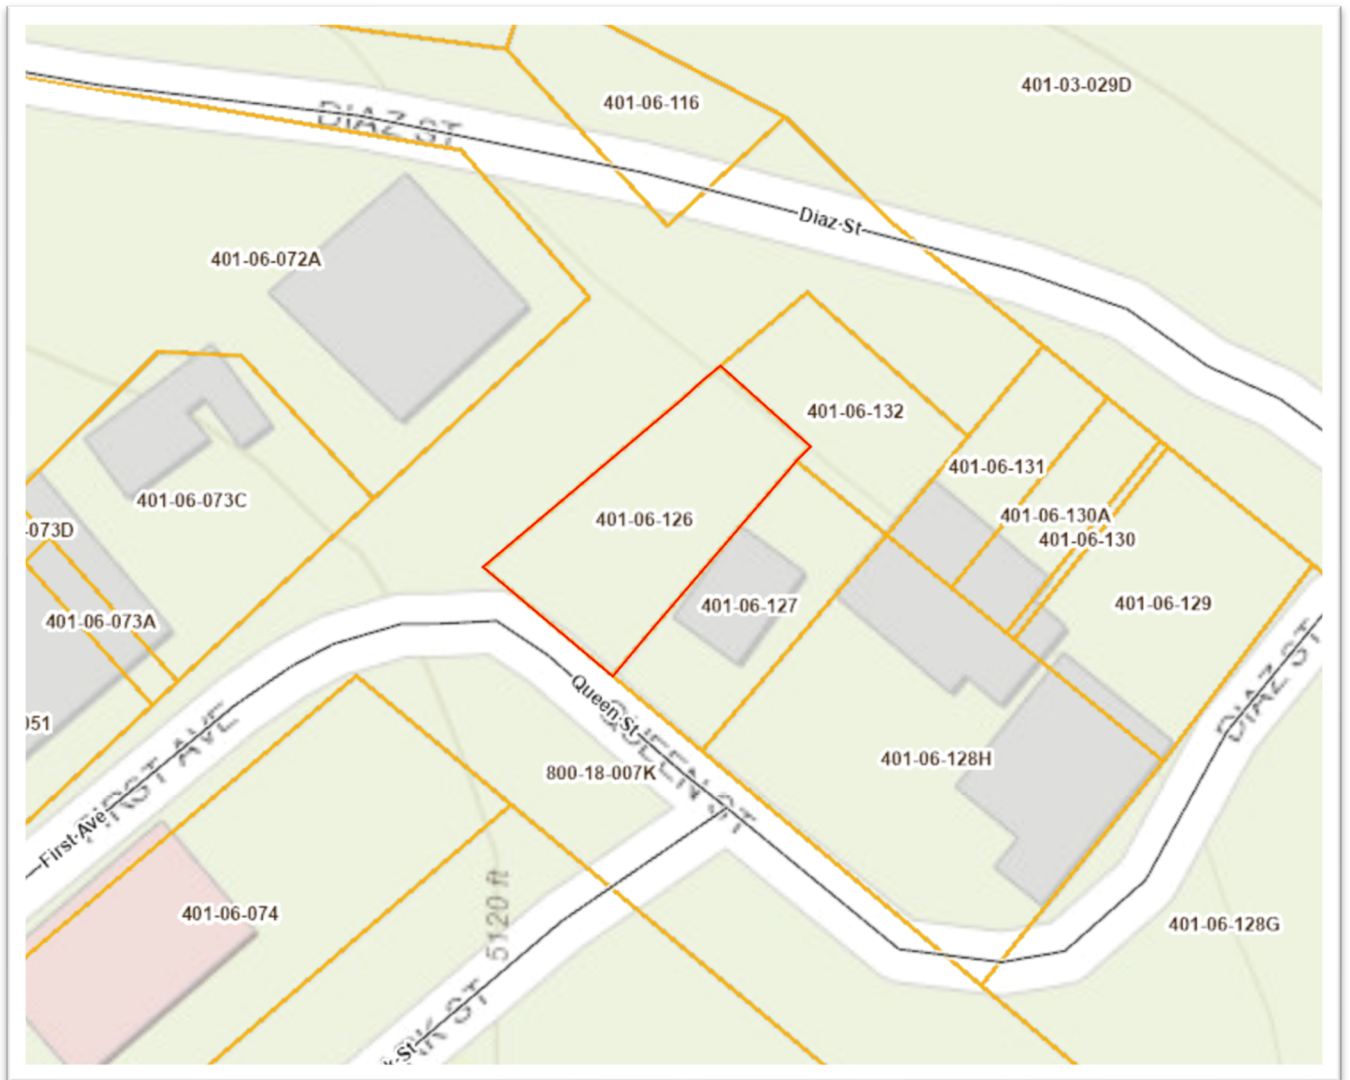 401-03-029D
401-06-116
DIAZ ST
Diaz St
401-06-072A
401-06-132
401-06-131
401-06-073C
401-06-126
401-06-130A
-073D
401-06-130
401-06-127
401-06-129
401-06-073A
DIAZ ST
Queen St
QUEEN ST
051
FIRST AVE
First Ave
401-06-128H
800-18-007K
401-06-074
5120 ft
401-06-128G